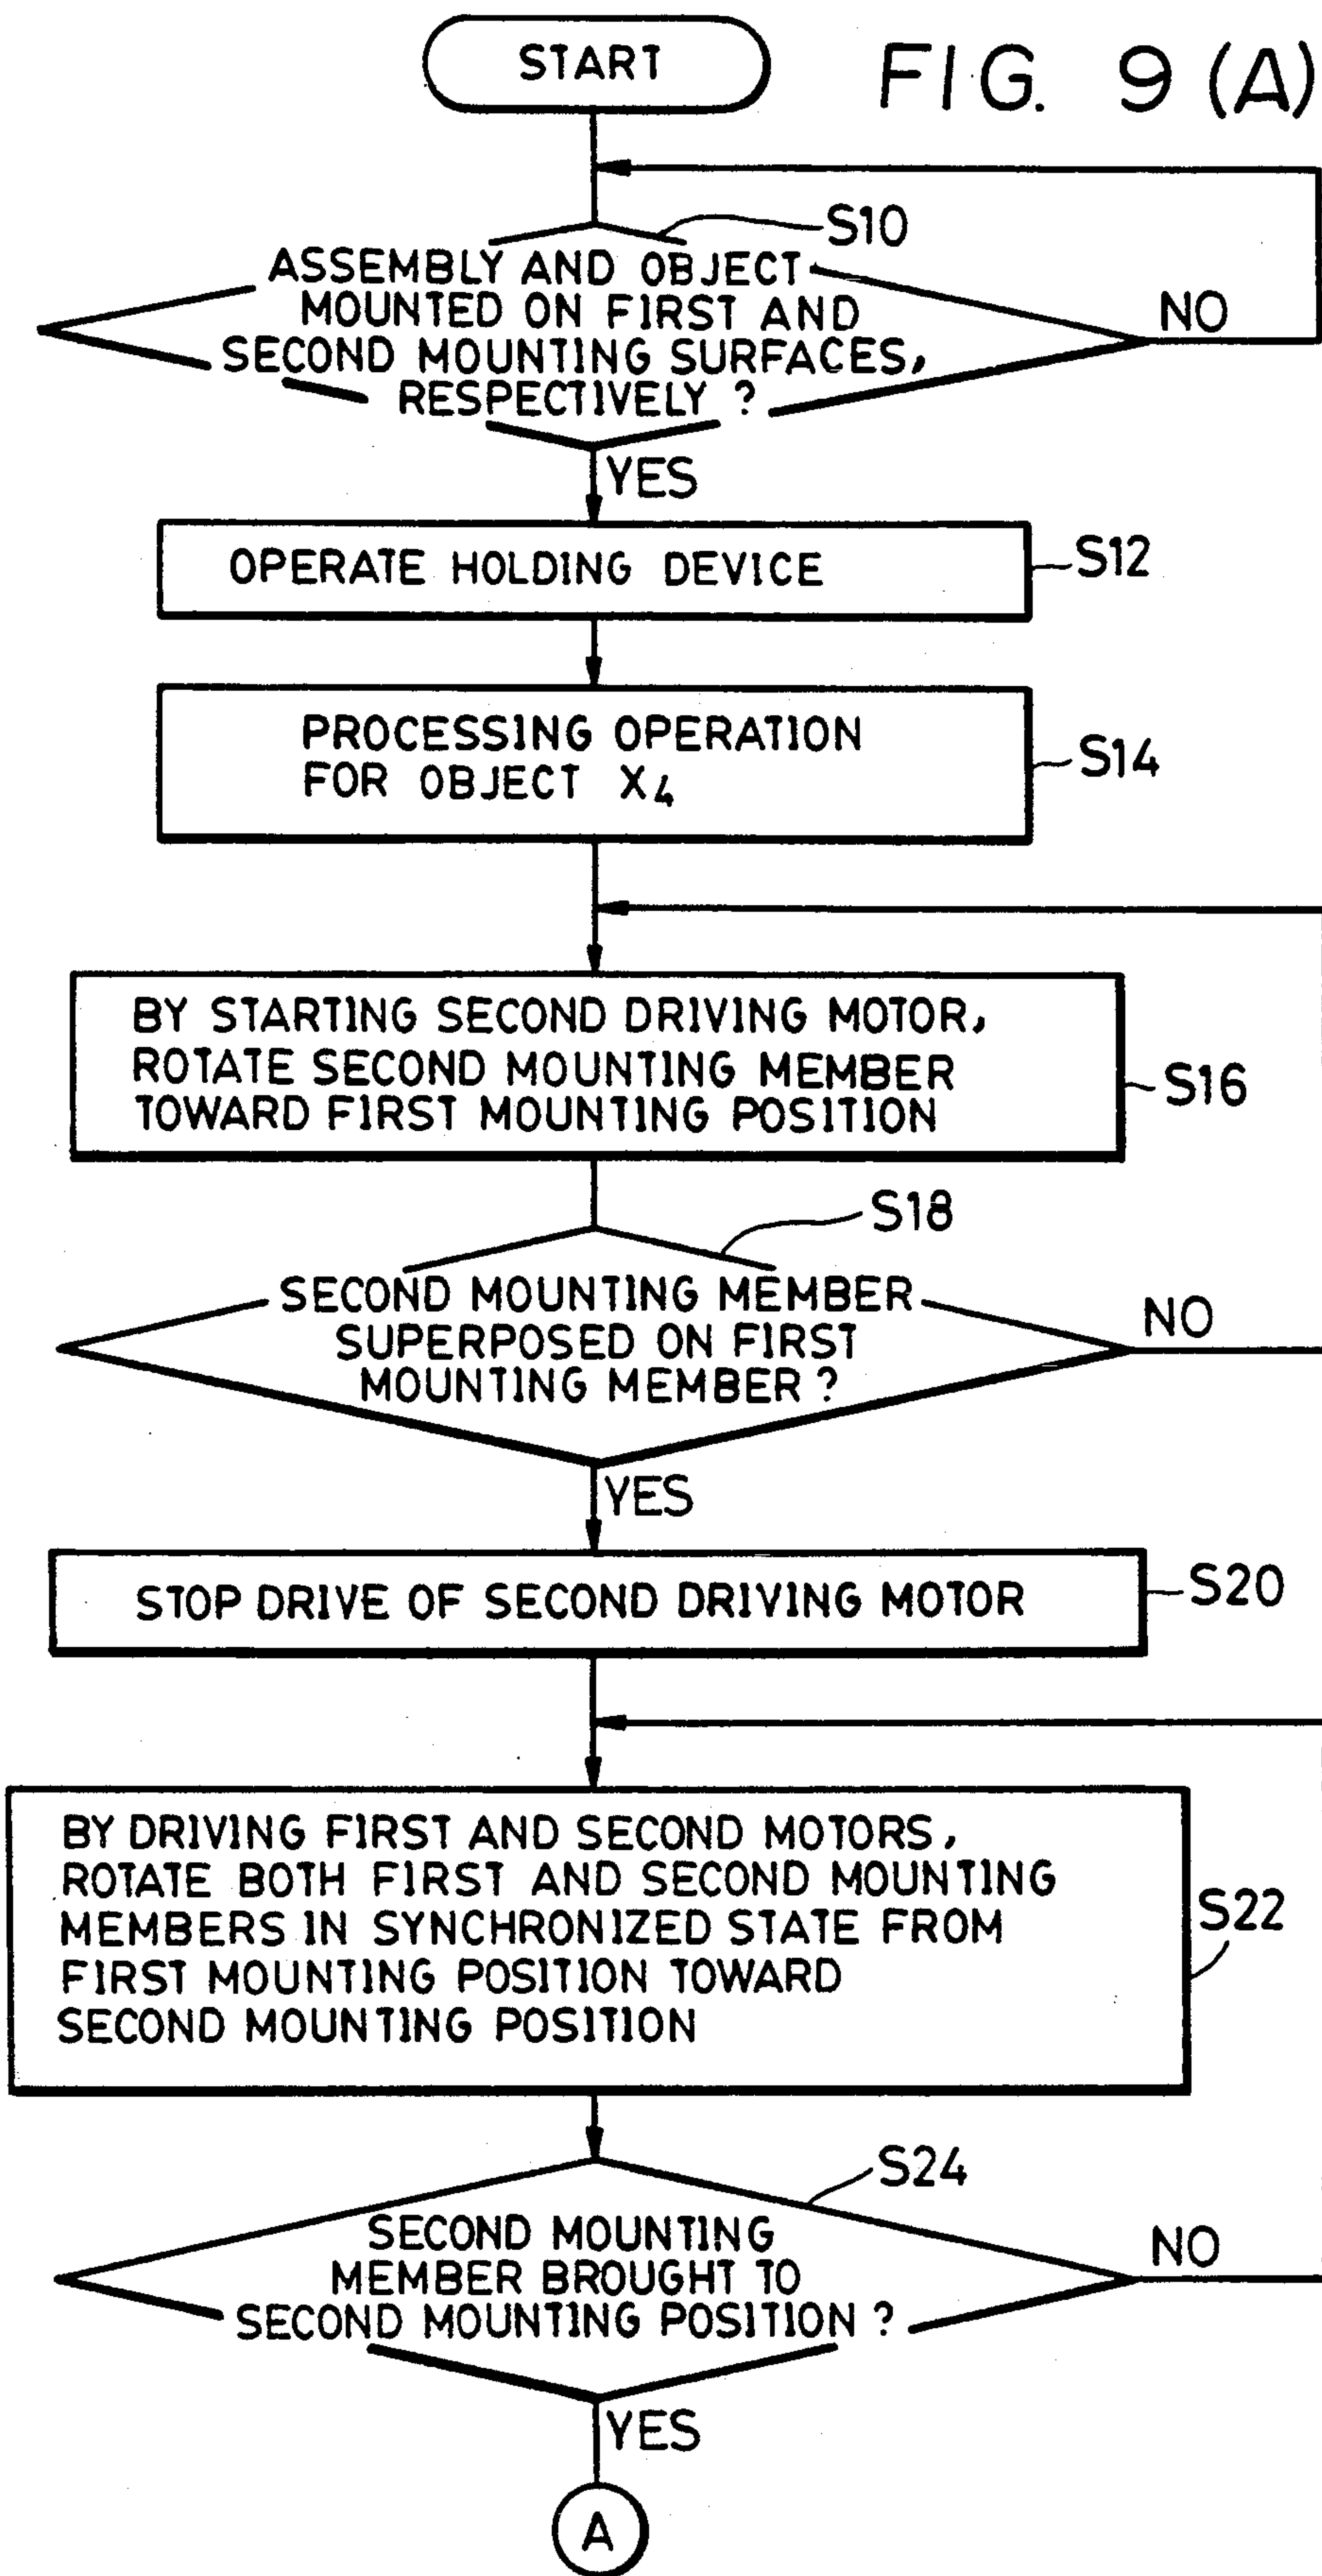 START
FIG. 9 (A)
S10
ASSEMBLY AND OBJECT
MOUNTED ON FIRST AND
SECOND MOUNTING SURFACES,
RESPECTIVELY ?
NO
YES
OPERATE HOLDING DEVICE
S12
PROCESSING OPERATION
FOR OBJECT X4
S14
BY STARTING SECOND DRIVING MOTOR,
ROTATE SECOND MOUNTING MEMBER
TOWARD FIRST MOUNTING POSITION
S16
S18
SECOND MOUNTING MEMBER
SUPERPOSED ON FIRST
MOUNTING MEMBER ?
NO
YES
STOP DRIVE OF SECOND DRIVING MOTOR
S20
BY DRIVING FIRST AND SECOND MOTORS,
ROTATE BOTH FIRST AND SECOND MOUNTING
MEMBERS IN SYNCHRONIZED STATE FROM
FIRST MOUNTING POSITION TOWARD
SECOND MOUNTING POSITION
S22
S24
SECOND MOUNTING
MEMBER BROUGHT TO
SECOND MOUNTING POSITION ?
NO
YES
A